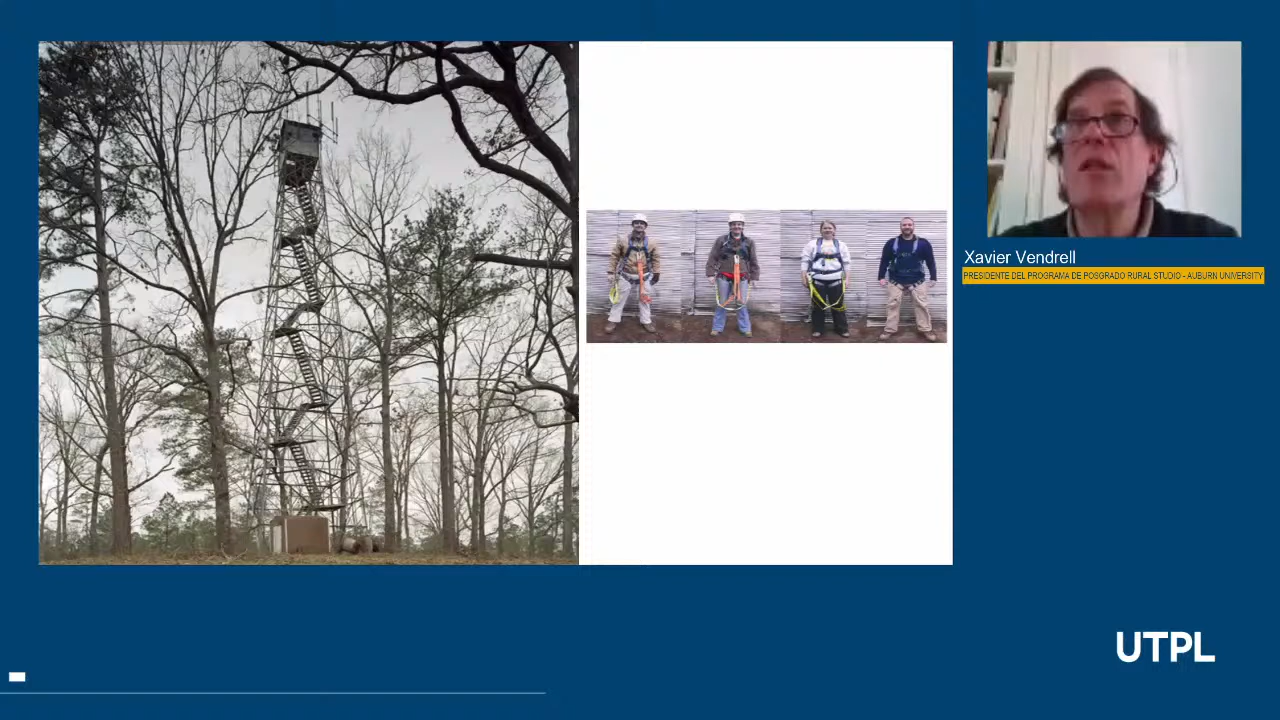 Xavier Vendrell
PRESIDENTE DEL PROGRAMA DE POSGRADO RURAL STUDIO - AUBURN UNIVERSITY
UTPL